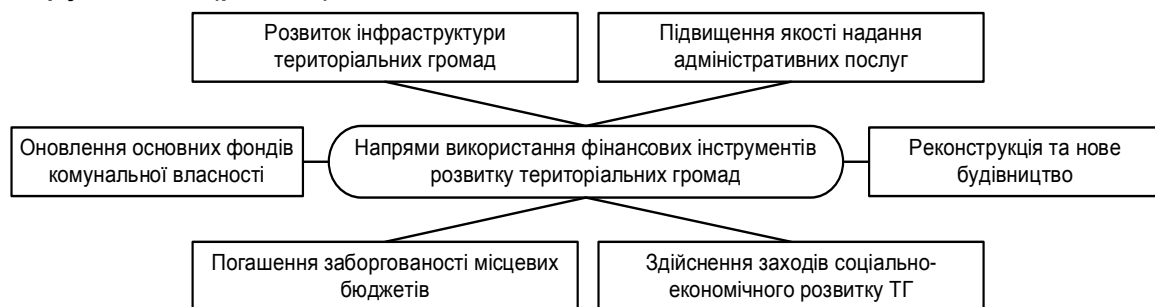 Розвиток інфраструктури
територіальних громад
Підвищення якості надання
адміністративних послуг
Оновлення основних фондів
комунальної власності
Напрями використання фінансових інструментів
розвитку територіальних громад
Реконструкція та нове
будівництво
Погашення заборгованості місцевих
бюджетів
Здійснення заходів соціально-
економічного розвитку ТГ